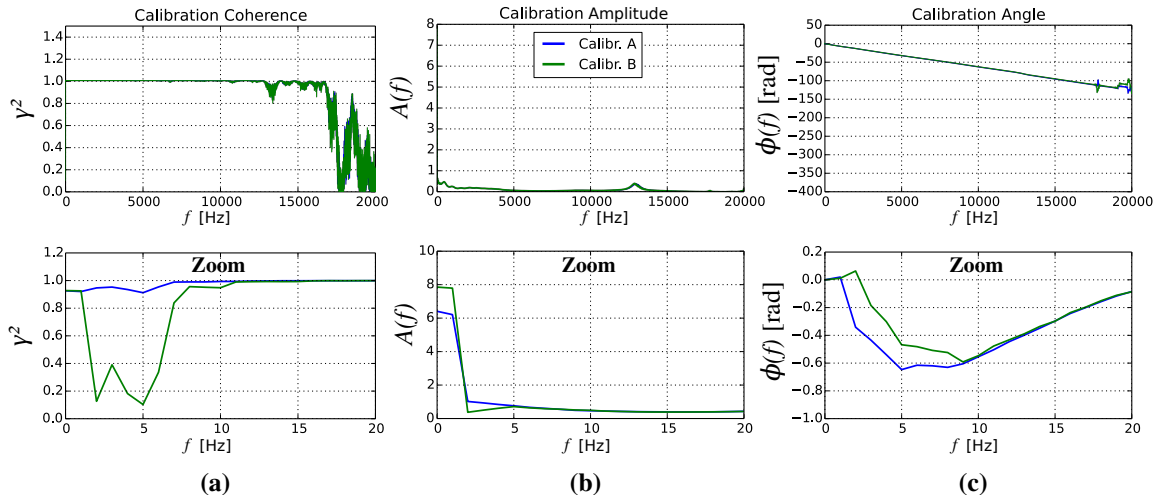 Calibration Coherence
1.4
1.2
1.0
0.8
0.6
0.4
0.2
0.0
γ²
0 5000 10000 15000 2000
f [Hz]
Calibration Amplitude
8
7
6
5
4
3
2
1
0
A(f)
Calibr. A
Calibr. B
0 5000 10000 15000 20000
f [Hz]
Calibration Angle
50
0
−50
−100
−150
−200
−250
−300
−350
−400
ϕ(f) [rad]
0 5000 10000 15000 20000
f [Hz]
Zoom
1.2
1.0
0.8
0.6
0.4
0.2
0.0
γ²
0 5 10 15 20
f [Hz]
(a)
Zoom
10
8
6
4
2
0
A(f)
0 5 10 15 20
f [Hz]
(b)
Zoom
0.2
0.0
−0.2
−0.4
−0.6
−0.8
−1.0
ϕ(f) [rad]
0 5 10 15 20
f [Hz]
(c)